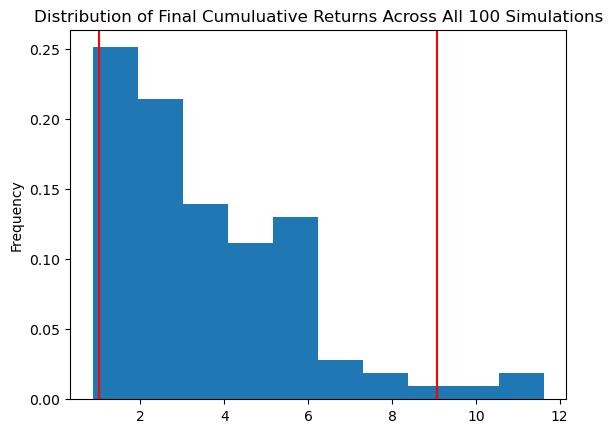 Distribution of Final Cumuluative Returns Across All 100 Simulations
Frequency
0.25
0.20
0.15
0.10
0.05
0.00
2 4 6 8 10 12